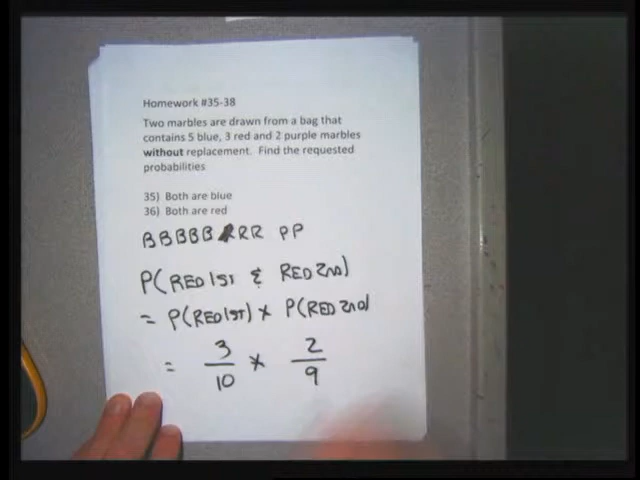 Homework #35-38
Two marbles are drawn from a bag that
contains 5 blue, 3 red and 2 purple marbles
without replacement. Find the requested
probabilities
35) Both are blue
36) Both are red
BBBBB RRR PP
P(RED 1ST & RED 2ND)
= P(RED 1ST) * P(RED 2ND)
= 3/10 * 2/9